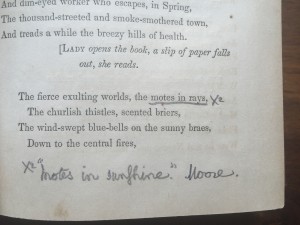 And dim-eyed worker who escapes, in Spring,
The thousand-streeted and smoke-smothered town,
And treads a while the breezy hills of health.
[LADY opens the book, a slip of paper falls
out, she reads.
The fierce exulting worlds, the motes in rays, x2
The churlish thistles, scented briers,
The wind-swept blue-bells on the sunny braes,
Down to the central fires,
x2 "motes in sunshine." Moore.